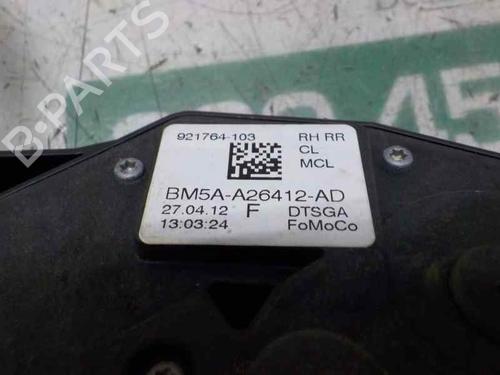 921764-103 RH RR
CL
MCL
BM5A-A26412-AD
27.04.12 F DTSGA
13:03:24 FoMoCo
B-PARTS